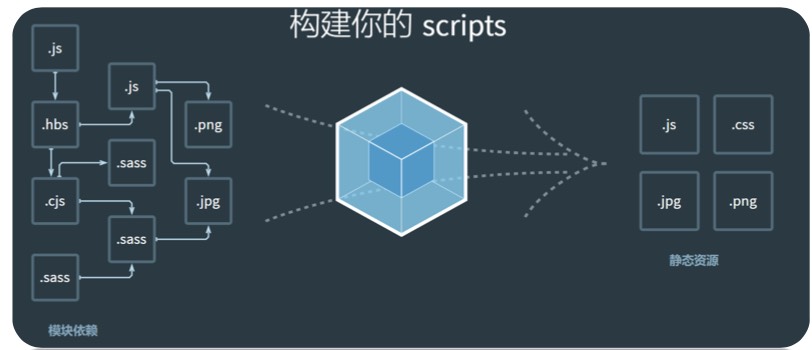 构建你的 scripts
.js
.js
.hbs
.png
.sass
.cjs
.jpg
.sass
.sass
模块依赖
.js
.css
.jpg
.png
静态资源